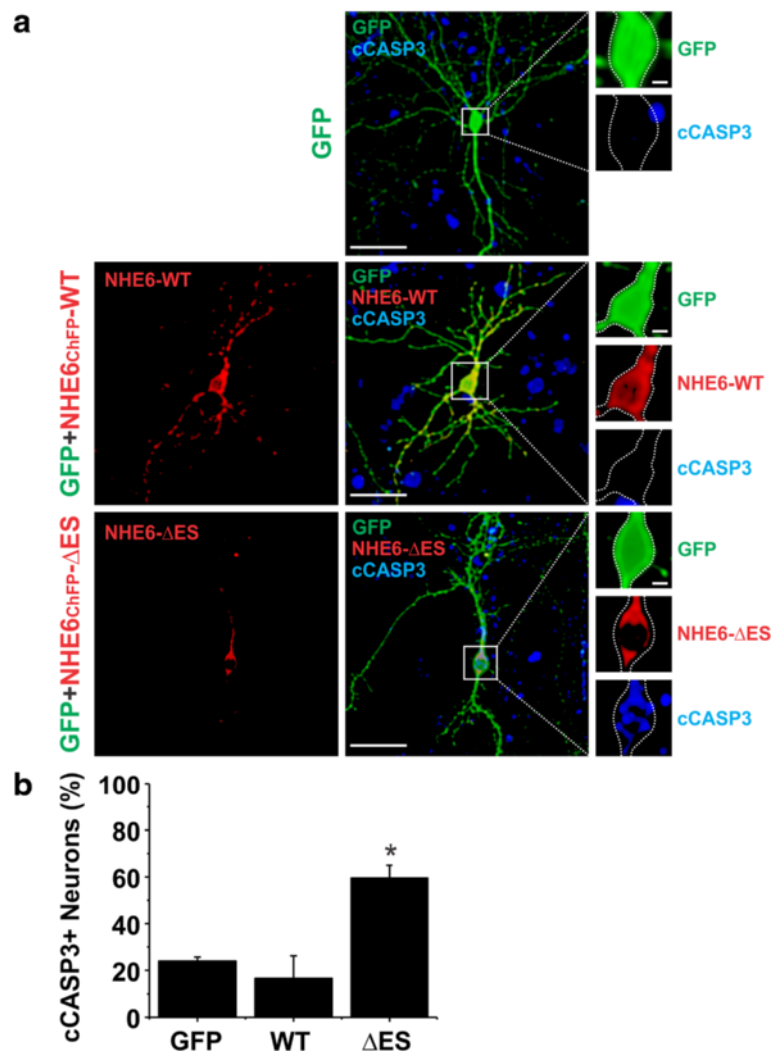 a
GFP
GFP
cCASP3
GFP
cCASP3
GFP+NHE6ChFP-WT
NHE6-WT
GFP
NHE6-WT
cCASP3
GFP
NHE6-WT
cCASP3
GFP+NHE6ChFP-ΔES
NHE6-ΔES
GFP
NHE6-ΔES
cCASP3
GFP
NHE6-ΔES
cCASP3
b
cCASP3+ Neurons (%)
100
80
60
40
20
0
*
GFP WT ΔES